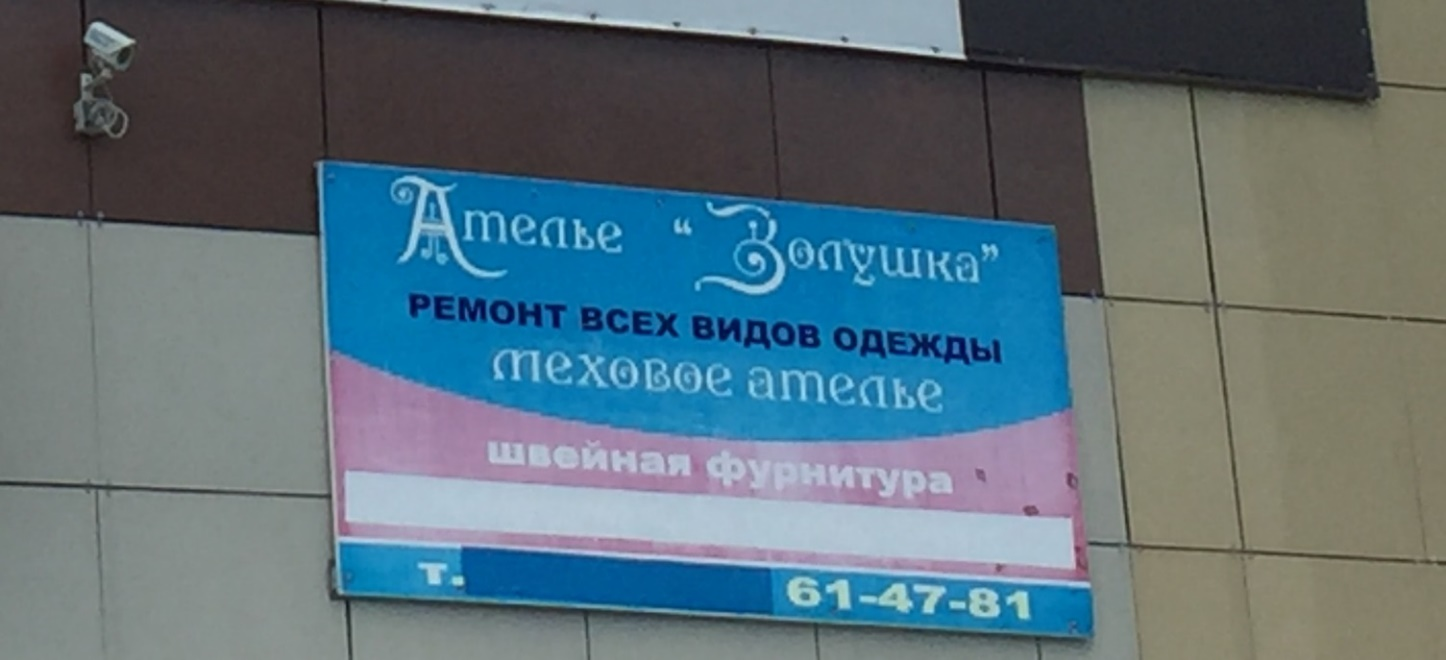 Ателье “Золушка”
РЕМОНТ ВСЕХ ВИДОВ ОДЕЖДЫ
меховое ателье
швейная фурнитура
т. 61-47-81